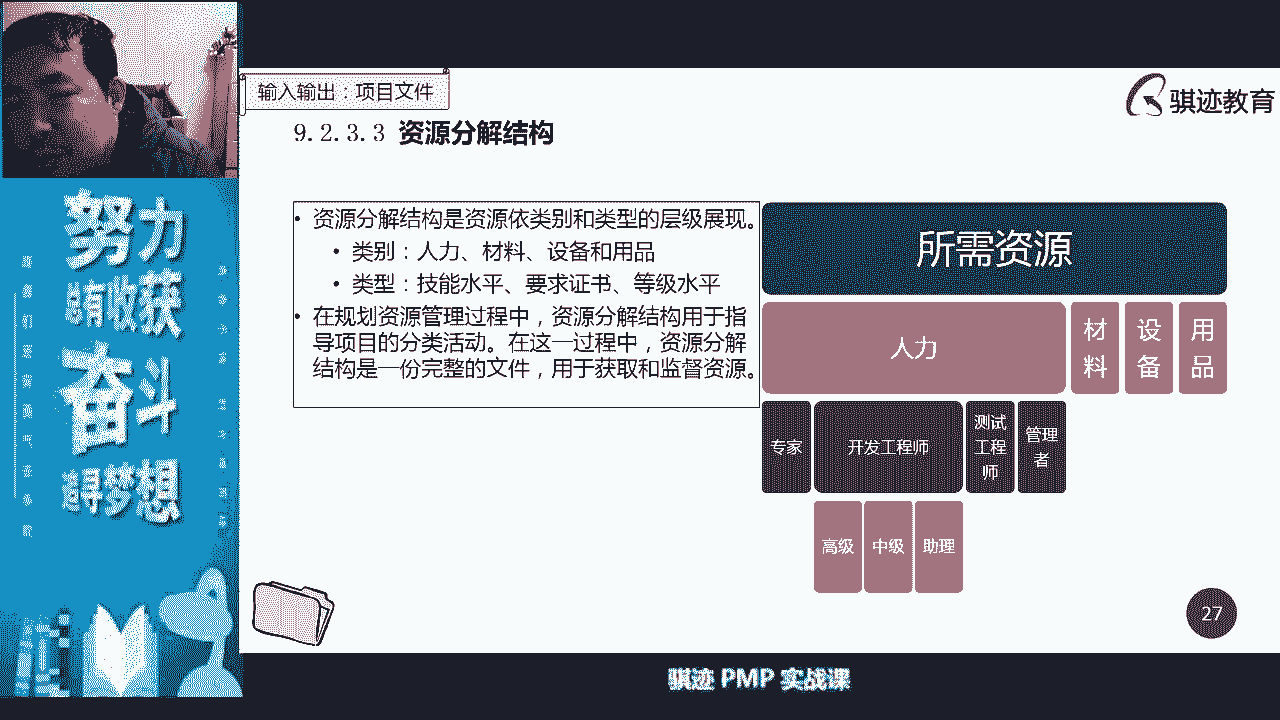 输入输出：项目文件
骐迹教育
9.2.3.3 资源分解结构
• 资源分解结构是资源依类别和类型的层级展现。
• 类别：人力、材料、设备和用品
• 类型：技能水平、要求证书、等级水平
• 在规划资源管理过程中，资源分解结构用于指
导项目的分类活动。在这一过程中，资源分解
结构是一份完整的文件，用于获取和监督资源。
所需资源
人力
材料
设备
用品
专家
开发工程师
测试
工程
师
管理
者
高级
中级
助理
努力
总有收获
奋斗
追寻梦想
27
骐迹 PMP 实战课